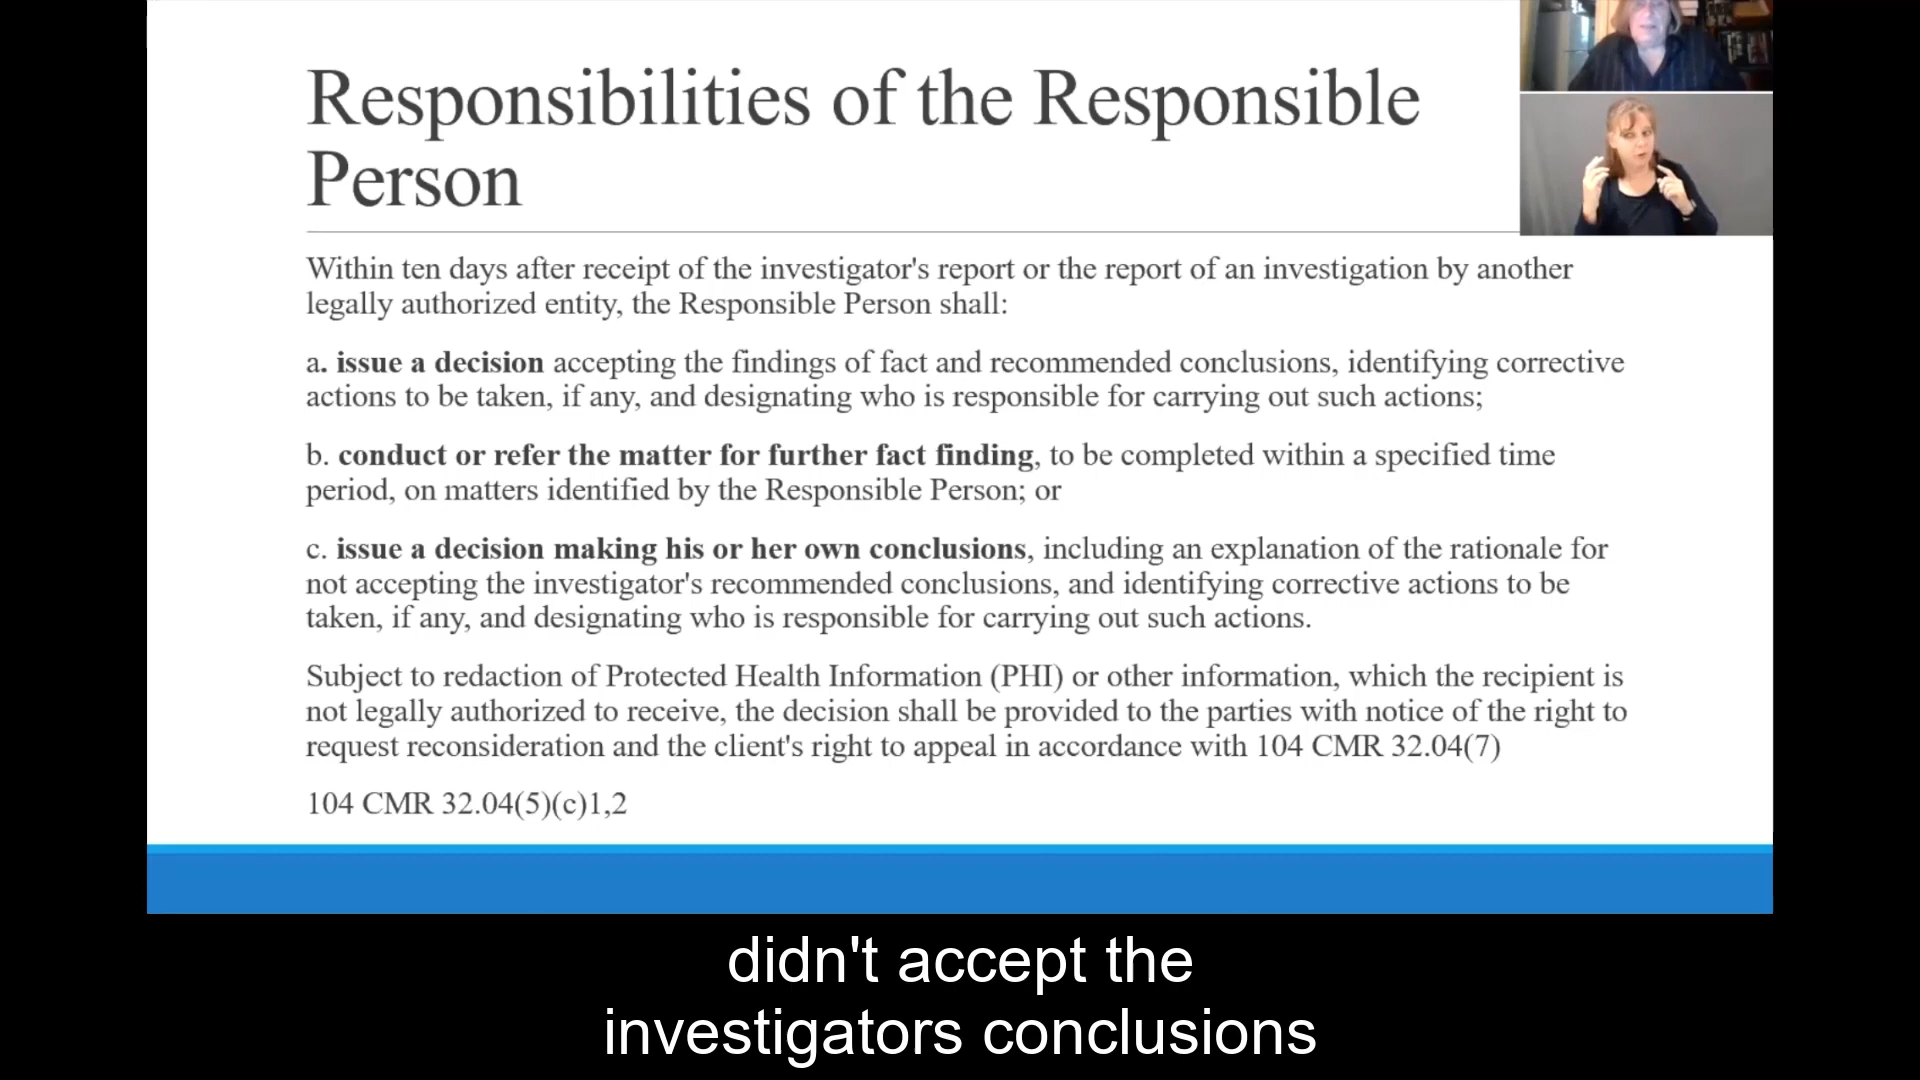 Responsibilities of the Responsible
Person
Within ten days after receipt of the investigator's report or the report of an investigation by another
legally authorized entity, the Responsible Person shall:
a. issue a decision accepting the findings of fact and recommended conclusions, identifying corrective
actions to be taken, if any, and designating who is responsible for carrying out such actions;
b. conduct or refer the matter for further fact finding, to be completed within a specified time
period, on matters identified by the Responsible Person; or
c. issue a decision making his or her own conclusions, including an explanation of the rationale for
not accepting the investigator's recommended conclusions, and identifying corrective actions to be
taken, if any, and designating who is responsible for carrying out such actions.
Subject to redaction of Protected Health Information (PHI) or other information, which the recipient is
not legally authorized to receive, the decision shall be provided to the parties with notice of the right to
request reconsideration and the client's right to appeal in accordance with 104 CMR 32.04(7)
104 CMR 32.04(5)(c)1,2
didn't accept the
investigators conclusions